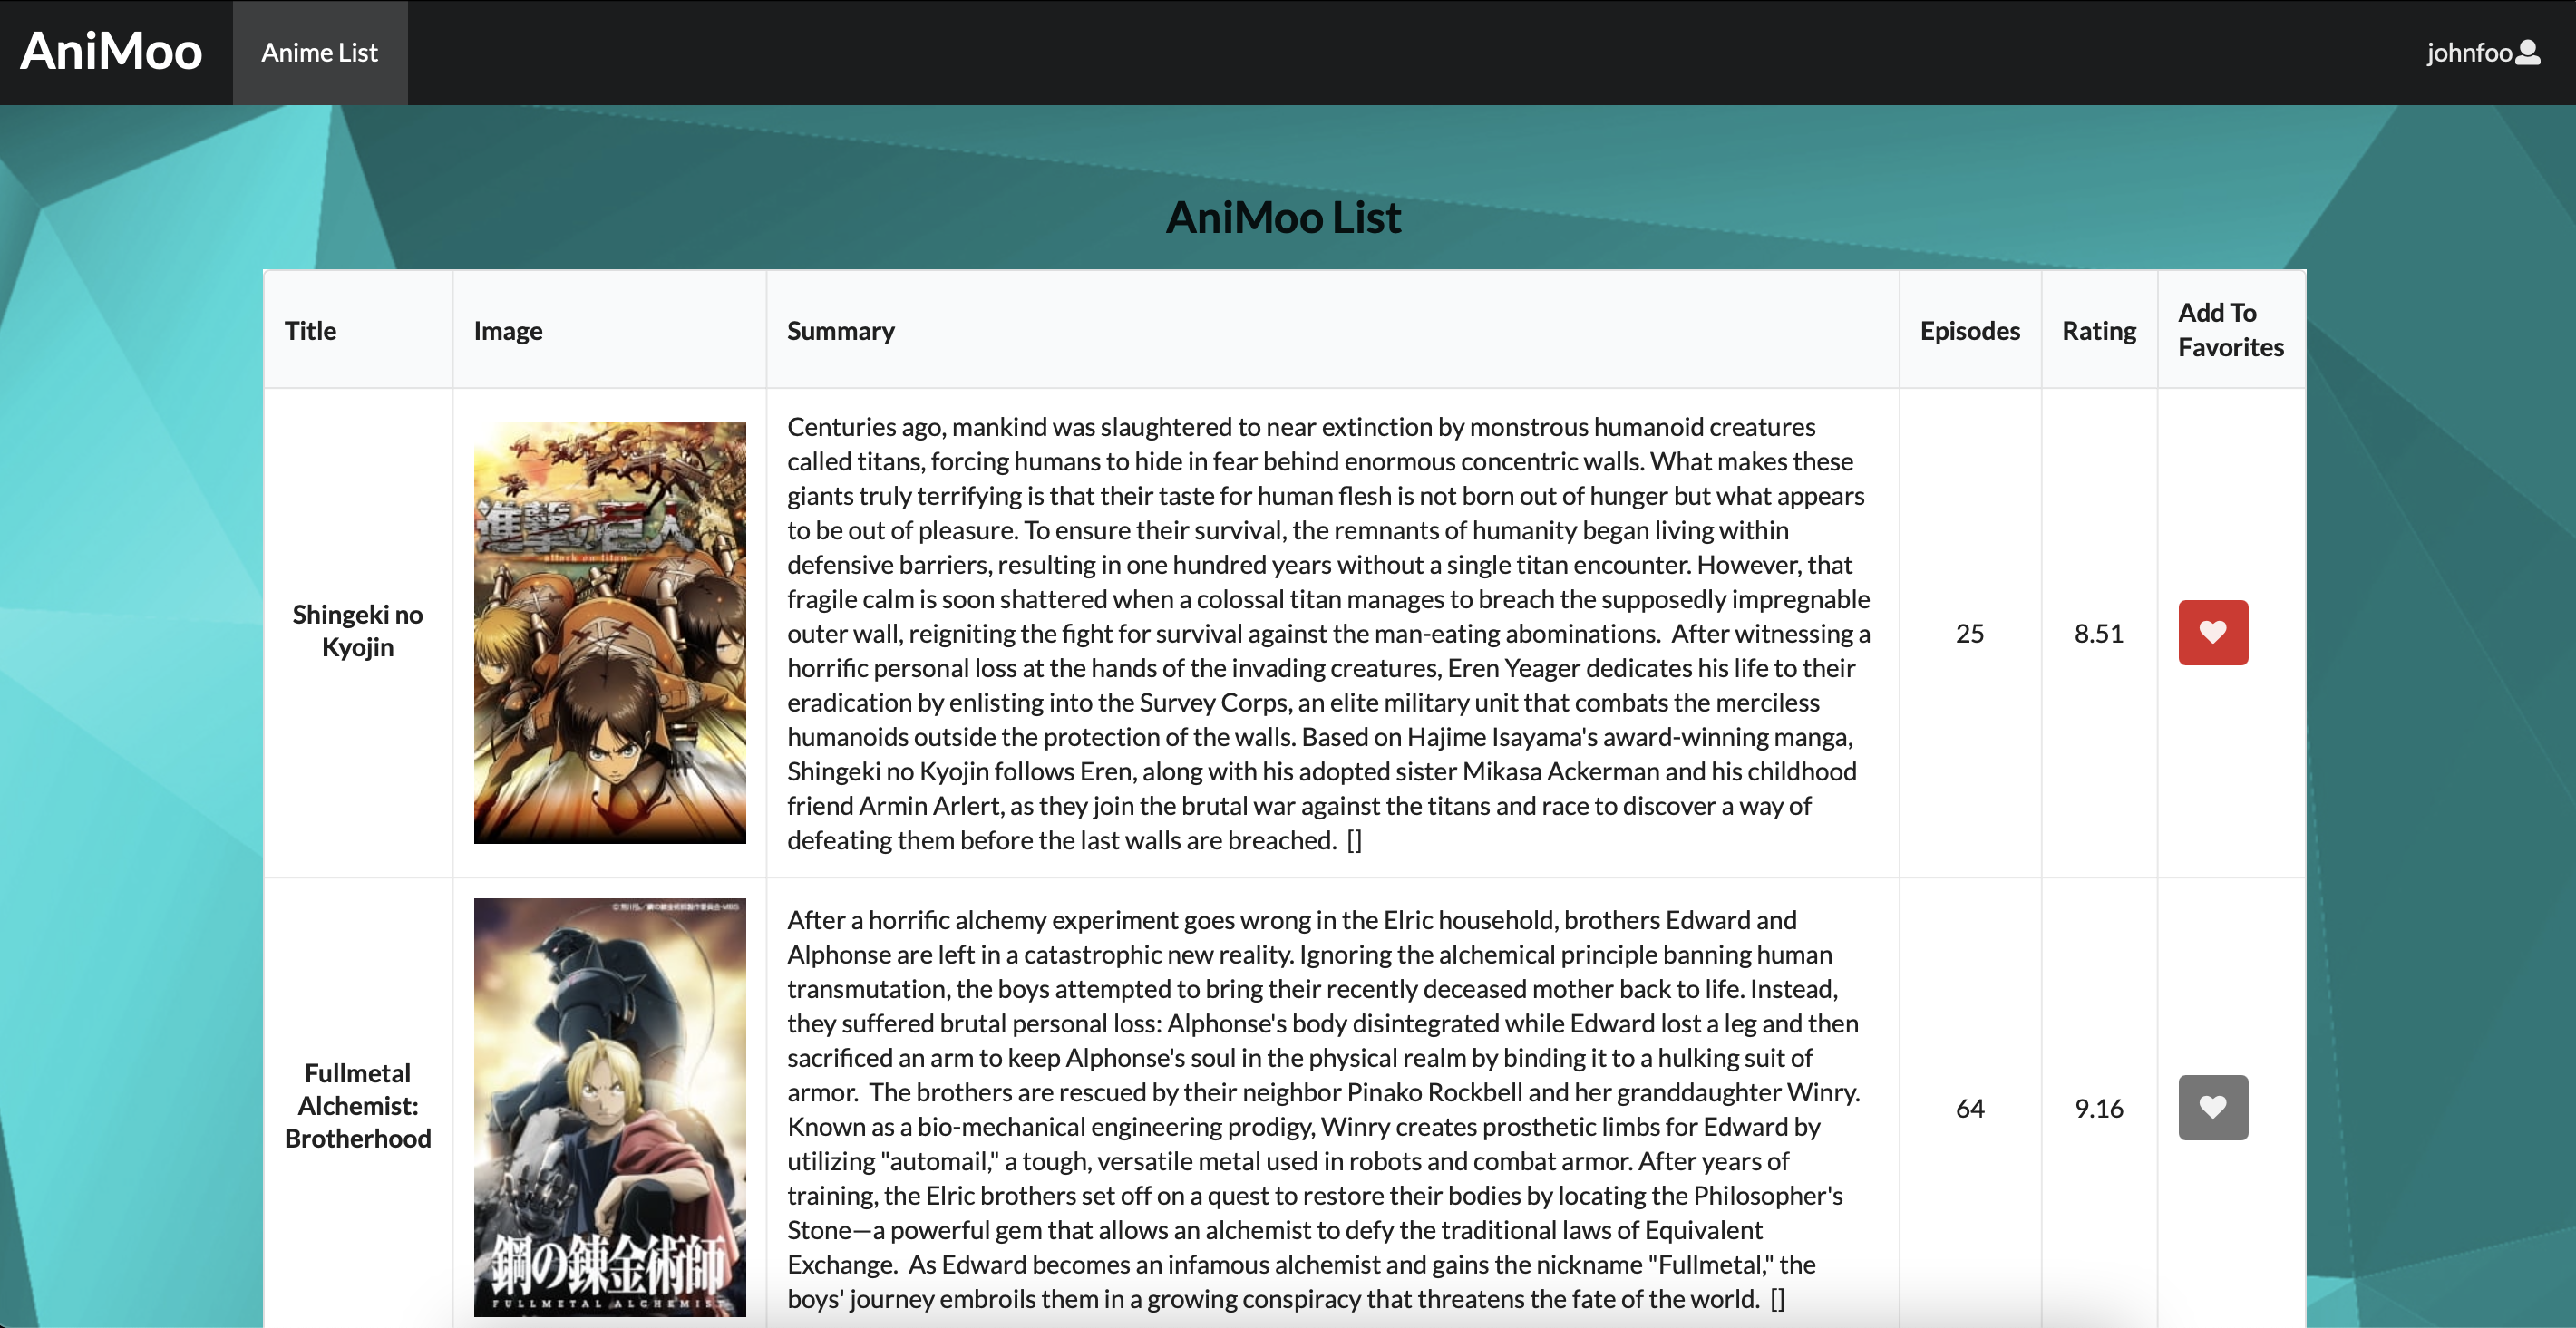 AniMoo
Anime List
johnfoo
AniMoo List
Title
Image
Summary
Episodes
Rating
Add To
Favorites
Shingeki no
Kyojin
進撃の巨人
attack on titan
Centuries ago, mankind was slaughtered to near extinction by monstrous humanoid creatures
called titans, forcing humans to hide in fear behind enormous concentric walls. What makes these
giants truly terrifying is that their taste for human flesh is not born out of hunger but what appears
to be out of pleasure. To ensure their survival, the remnants of humanity began living within
defensive barriers, resulting in one hundred years without a single titan encounter. However, that
fragile calm is soon shattered when a colossal titan manages to breach the supposedly impregnable
outer wall, reigniting the fight for survival against the man-eating abominations.  After witnessing a
horrific personal loss at the hands of the invading creatures, Eren Yeager dedicates his life to their
eradication by enlisting into the Survey Corps, an elite military unit that combats the merciless
humanoids outside the protection of the walls. Based on Hajime Isayama's award-winning manga,
Shingeki no Kyojin follows Eren, along with his adopted sister Mikasa Ackerman and his childhood
friend Armin Arlert, as they join the brutal war against the titans and race to discover a way of
defeating them before the last walls are breached.  []
25
8.51
Fullmetal
Alchemist:
Brotherhood
鋼の錬金術師
FULLMETAL ALCHEMIST
After a horrific alchemy experiment goes wrong in the Elric household, brothers Edward and
Alphonse are left in a catastrophic new reality. Ignoring the alchemical principle banning human
transmutation, the boys attempted to bring their recently deceased mother back to life. Instead,
they suffered brutal personal loss: Alphonse's body disintegrated while Edward lost a leg and then
sacrificed an arm to keep Alphonse's soul in the physical realm by binding it to a hulking suit of
armor.  The brothers are rescued by their neighbor Pinako Rockbell and her granddaughter Winry.
Known as a bio-mechanical engineering prodigy, Winry creates prosthetic limbs for Edward by
utilizing "automail," a tough, versatile metal used in robots and combat armor. After years of
training, the Elric brothers set off on a quest to restore their bodies by locating the Philosopher's
Stone—a powerful gem that allows an alchemist to defy the traditional laws of Equivalent
Exchange.  As Edward becomes an infamous alchemist and gains the nickname "Fullmetal," the
boys' journey embroils them in a growing conspiracy that threatens the fate of the world.  []
64
9.16